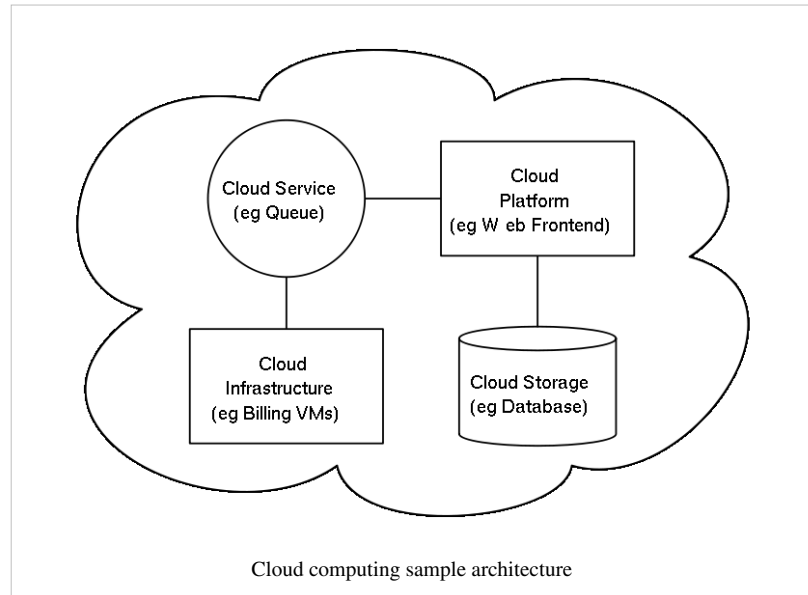 Cloud Service
(eg Queue)
Cloud
Platform
(eg W eb Frontend)
Cloud
Infrastructure
(eg Billing VMs)
Cloud Storage
(eg Database)
Cloud computing sample architecture